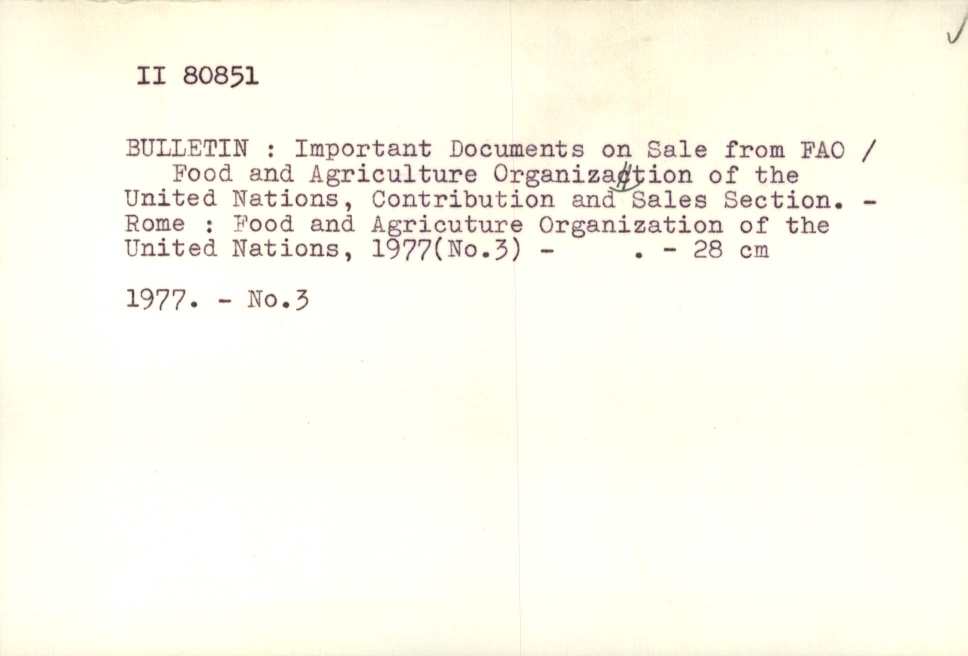 II 80851
BULLETIN : Important Documents on Sale from FAO /
Food and Agriculture Organization of the
United Nations, Contribution and Sales Section. -
Rome : Food and Agricuture Organization of the
United Nations, 1977(No.3) -     . - 28 cm
1977. - No.3